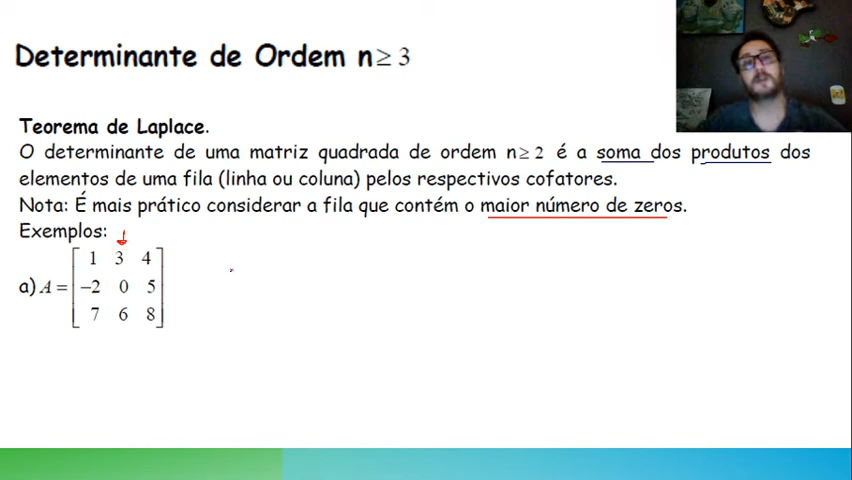 Determinante de Ordem n≥ 3
Teorema de Laplace.
O determinante de uma matriz quadrada de ordem n≥ 2 é a soma dos produtos dos
elementos de uma fila (linha ou coluna) pelos respectivos cofatores.
Nota: É mais prático considerar a fila que contém o maior número de zeros.
Exemplos:
1 3 4
a) A = −2 0 5
7 6 8